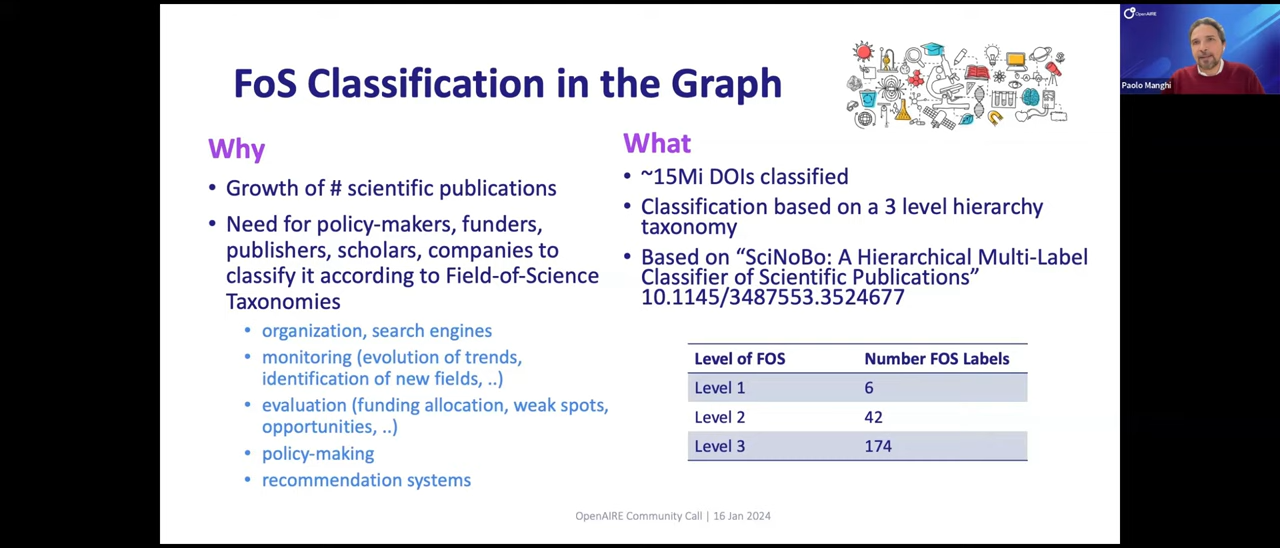 FoS Classification in the Graph
Why
• Growth of # scientific publications
• Need for policy-makers, funders,
publishers, scholars, companies to
classify it according to Field-of-Science
Taxonomies
• organization, search engines
• monitoring (evolution of trends,
identification of new fields, ..)
• evaluation (funding allocation, weak spots,
opportunities, ..)
• policy-making
• recommendation systems
What
• ~15Mi DOIs classified
• Classification based on a 3 level hierarchy
taxonomy
• Based on “SciNoBo: A Hierarchical Multi-Label
Classifier of Scientific Publications”
10.1145/3487553.3524677
Level of FOS Number FOS Labels
Level 1 6
Level 2 42
Level 3 174
OpenAIRE Community Call | 16 Jan 2024
OpenAIRE
Paolo Manghi